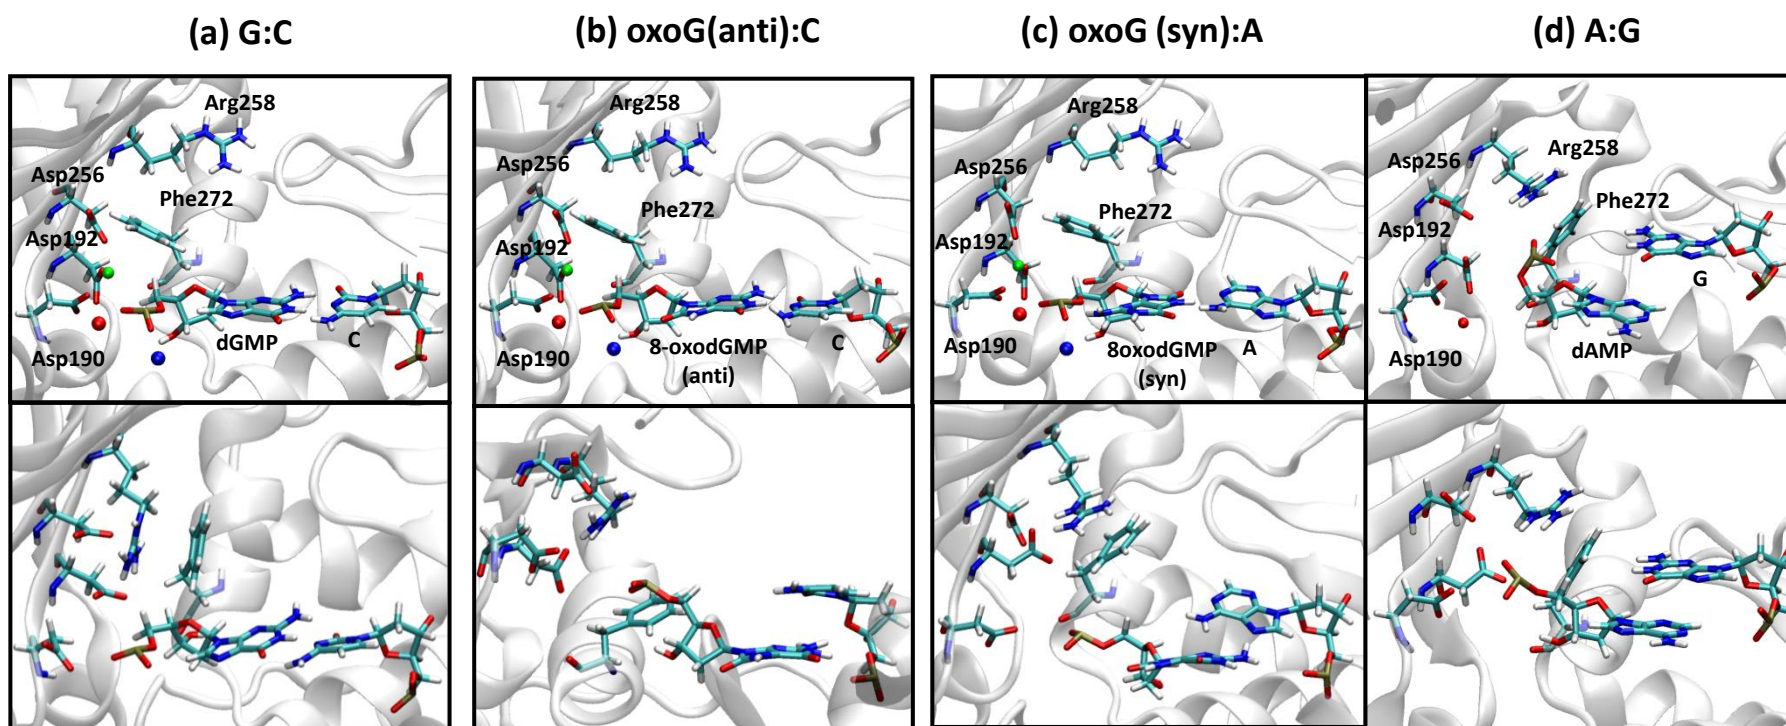 (a) G:C
(b) oxoG(anti):C
(c) oxoG (syn):A
(d) A:G
Arg258
Asp256
Phe272
Asp192
Asp190
dGMP
C
Arg258
Asp256
Phe272
Asp192
Asp190
8-oxodGMP
(anti)
C
Arg258
Asp256
Phe272
Asp192
Asp190
8oxodGMP
(syn)
A
Arg258
Asp256
Phe272
Asp192
G
Asp190
dAMP